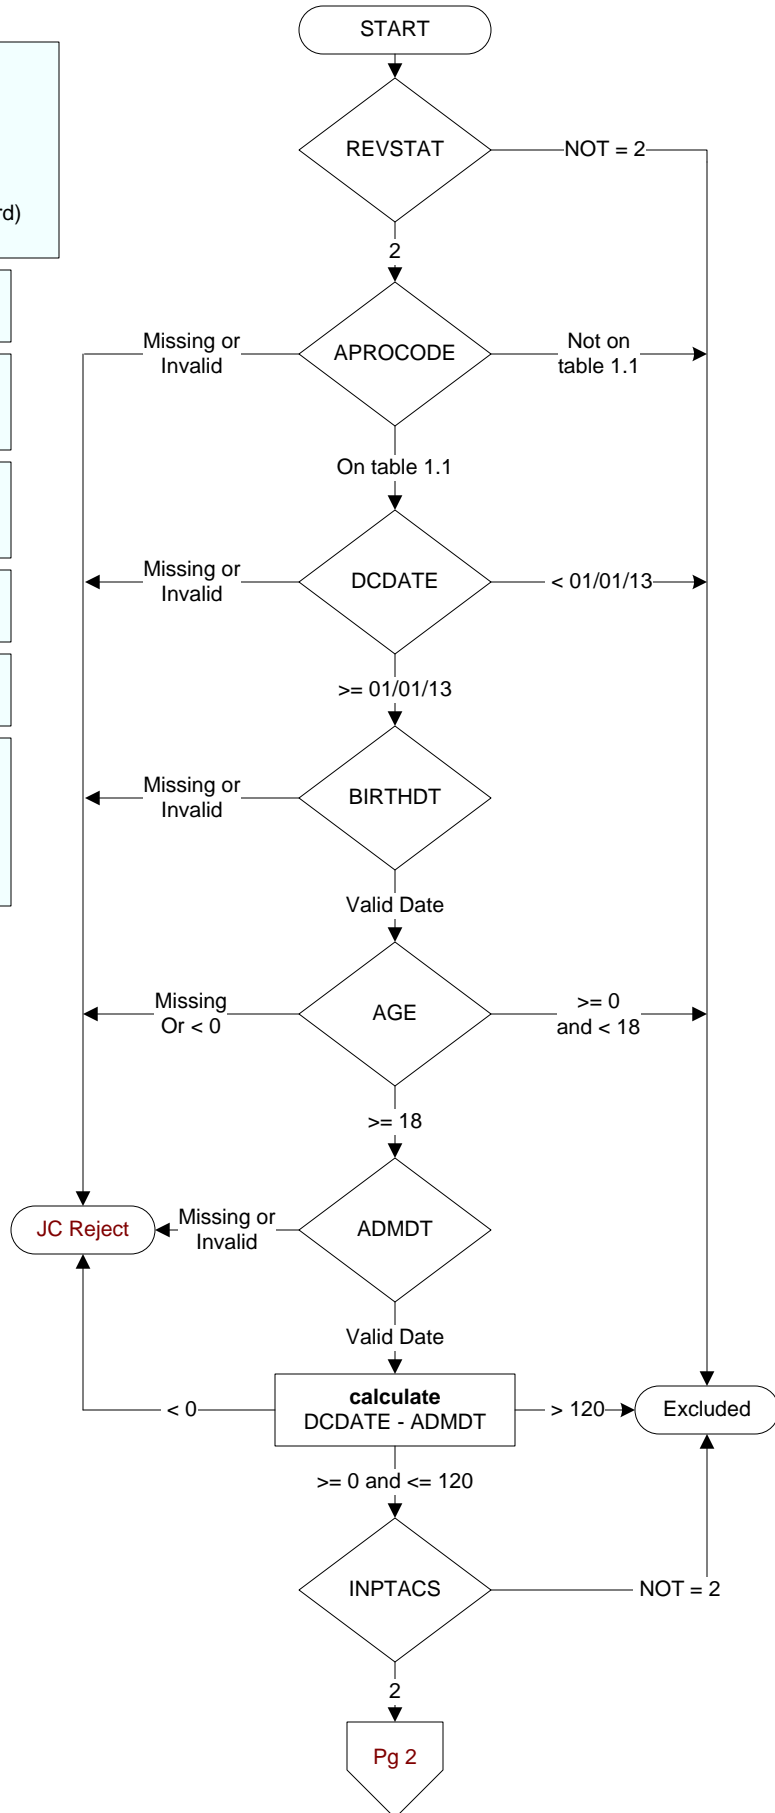 START
REVSTAT
NOT = 2
rd)
2
Missing or
Invalid
APROCODE
Not on
table 1.1
On table 1.1
Missing or
Invalid
DCDATE
< 01/01/13
>= 01/01/13
Missing or
Invalid
BIRTHDT
Valid Date
Missing
Or < 0
AGE
>= 0
and < 18
>= 18
JC Reject
Missing or
Invalid
ADMDT
Valid Date
< 0
calculate
DCDATE - ADMDT
> 120
Excluded
>= 0 and <= 120
INPTACS
NOT = 2
2
Pg 2